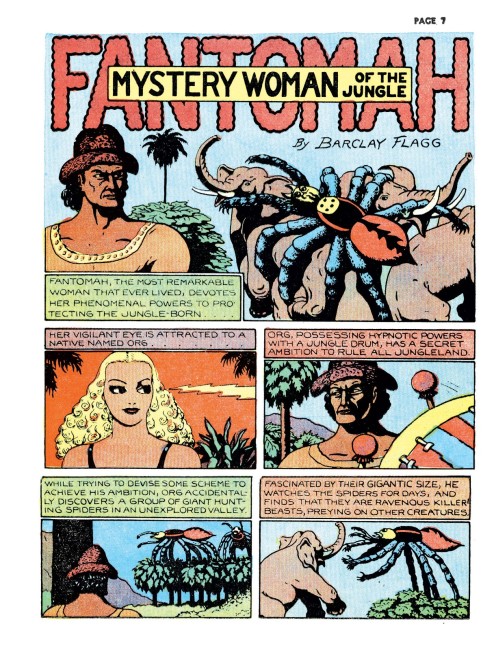 PAGE 7
FANTOMAH
MYSTERY WOMAN OF THE JUNGLE
By BARCLAY FLAGG
FANTOMAH, THE MOST REMARKABLE
WOMAN THAT EVER LIVED, DEVOTES
HER PHENOMENAL POWERS TO PRO-
TECTING THE JUNGLE-BORN.
HER VIGILANT EYE IS ATTRACTED TO A
NATIVE NAMED ORG . . . .
ORG, POSSESSING HYPNOTIC POWERS
WITH A JUNGLE DRUM, HAS A SECRET
AMBITION TO RULE ALL JUNGLELAND.
WHILE TRYING TO DEVISE SOME SCHEME TO
ACHIEVE HIS AMBITION, ORG ACCIDENTAL-
LY DISCOVERS A GROUP OF GIANT HUNT-
ING SPIDERS IN AN UNEXPLORED VALLEY
FASCINATED BY THEIR GIGANTIC SIZE, HE
WATCHES THE SPIDERS FOR DAYS, AND
FINDS THAT THEY ARE RAVENOUS KILLER
BEASTS, PREYING ON OTHER CREATURES.